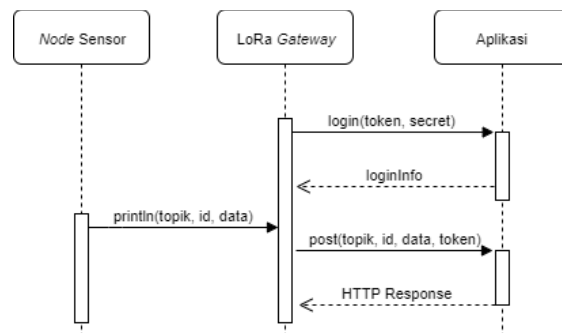 Node Sensor
LoRa Gateway
Aplikasi
login(token, secret)
loginInfo
println(topik, id, data)
post(topik, id, data, token)
HTTP Response